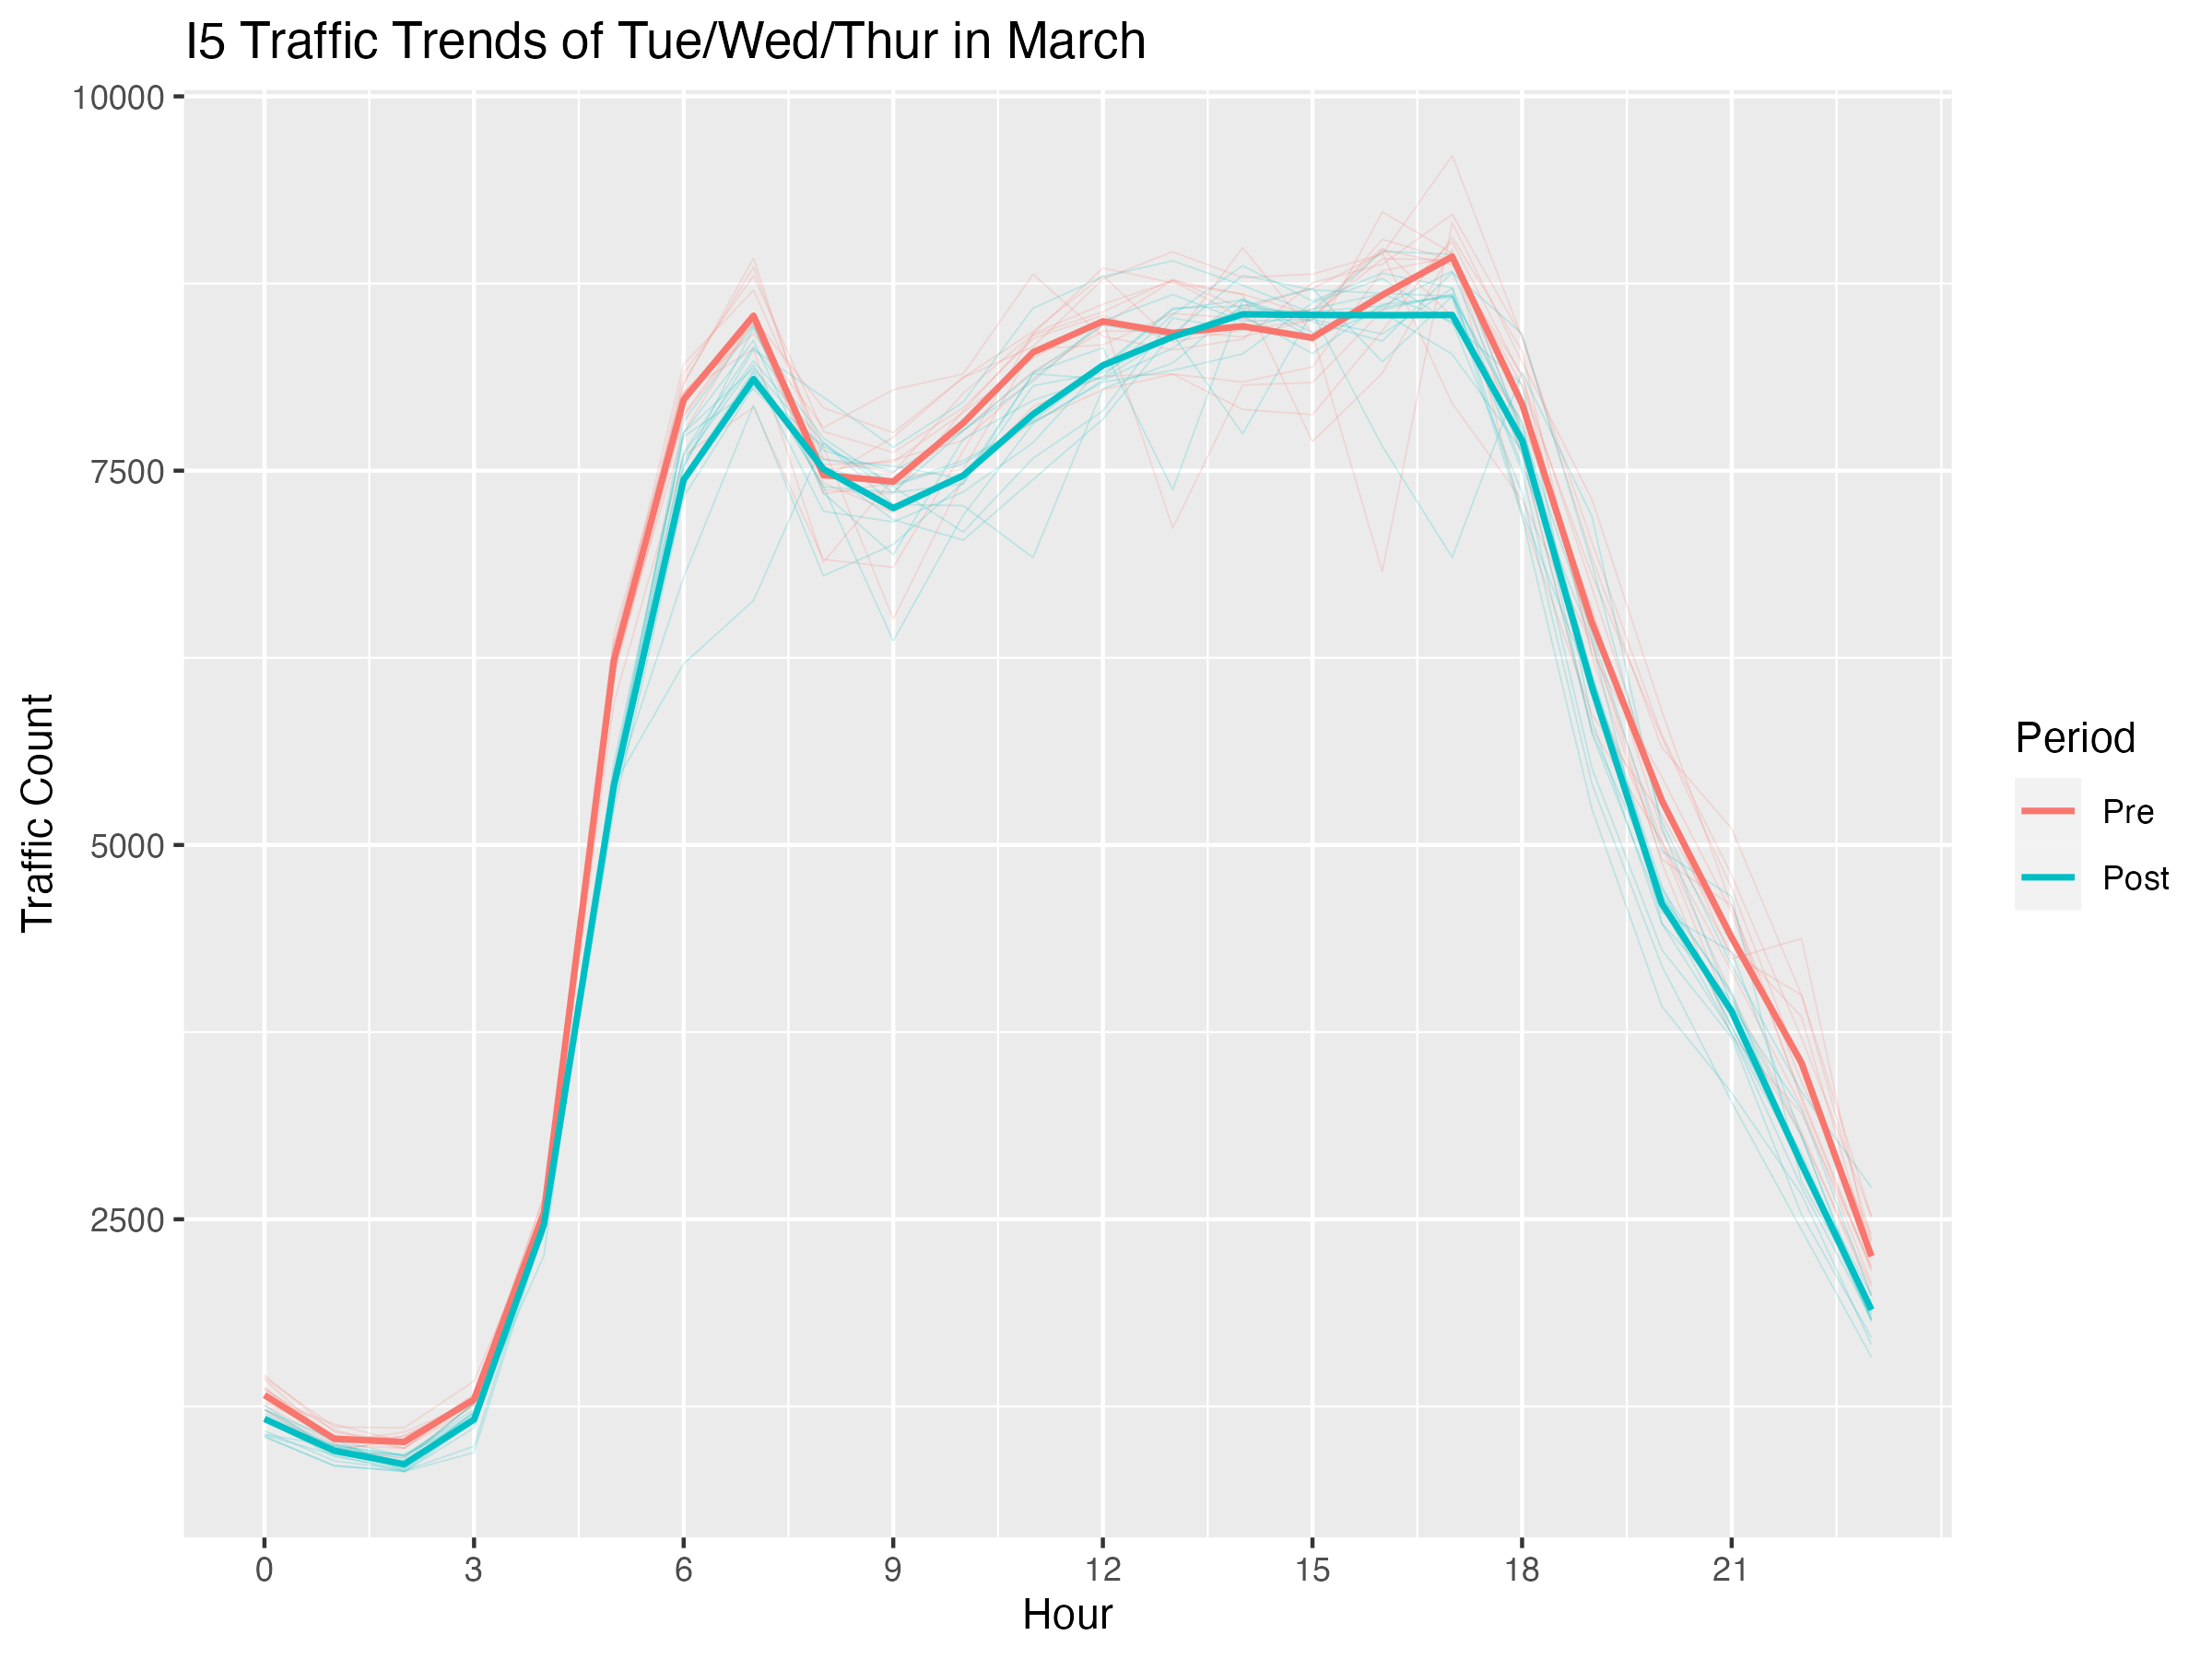 I5 Traffic Trends of Tue/Wed/Thur in March
10000
7500
5000
2500
Traffic Count
0 3 6 9 12 15 18 21
Hour
Period
Pre
Post